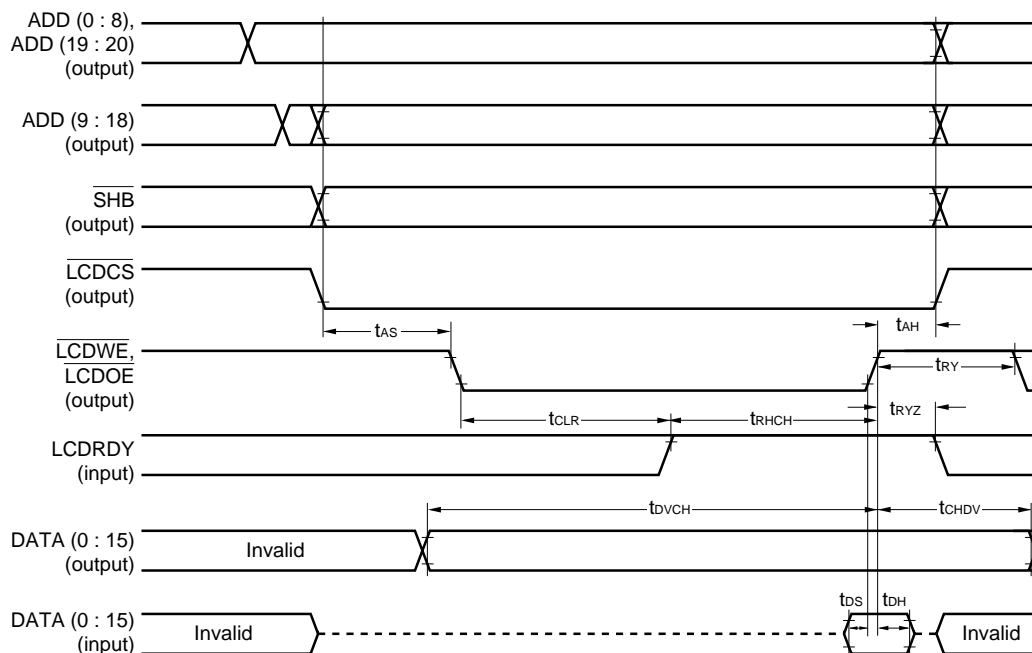 ADD (0 : 8),
ADD (19 : 20)
(output)
ADD (9 : 18)
(output)
SHB
(output)
LCDCS
(output)
tAS
tAH
LCDWE,
LCDOE
(output)
tRY
tCLR
tRHCH
tRYZ
LCDRDY
(input)
tDVCH
tCHDV
DATA (0 : 15)
(output)
Invalid
tDS
tDH
DATA (0 : 15)
(input)
Invalid
Invalid